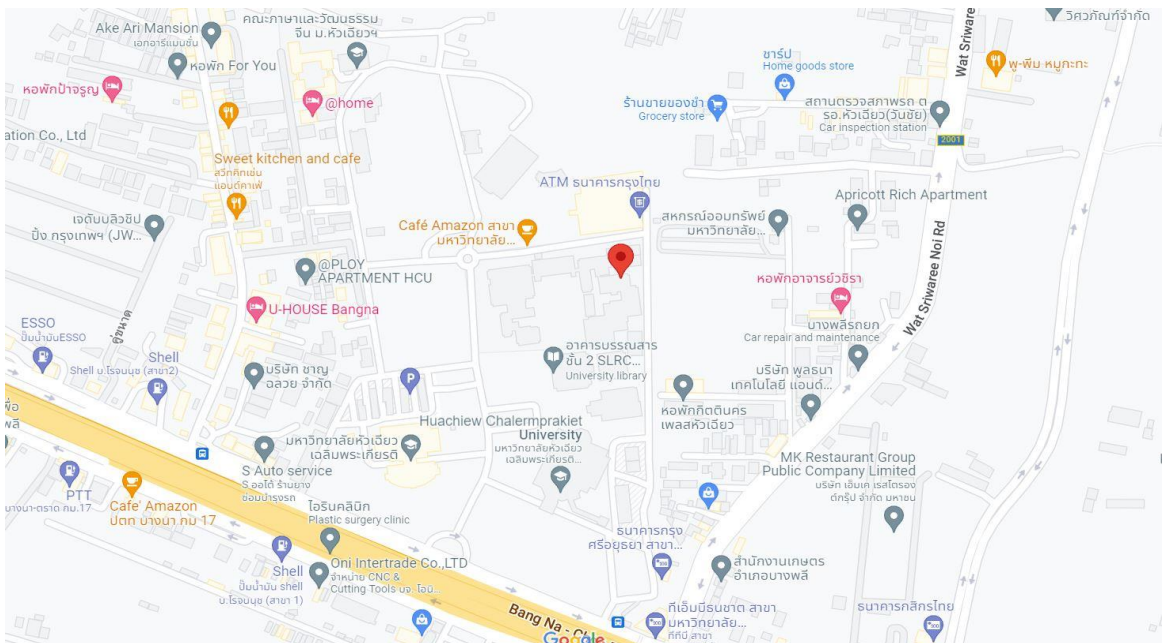 Ake Ari Mansion
เอกอารีแมนชั่น
หอพัก For You
หอพักป้าจรูญ
ation Co., Ltd
คณะภาษาและวัฒนธรรม
จีน ม.หัวเฉียวฯ
@home
Sweet kitchen and cafe
สวีทคิทเช่น
แอนด์คาเฟ่
เจดับบลิวชิป
ปิ้ง กรุงเทพฯ (JW...
@PLOY
APARTMENT HCU
U-HOUSE Bangna
Café Amazon สาขา
มหาวิทยาลัย...
ATM ธนาคารกรุงไทย
ชาร์ป
Home goods store
ร้านขายของชำ
Grocery store
สถานตรวจสภาพรถ ต
รอ.หัวเฉียว(วันชัย)
Car inspection station
2001
Wat Sriwaree
พู-พีม หมูกะทะ
วิศวภัณฑ์จำกัด
Apricott Rich Apartment
สหกรณ์ออมทรัพย์
มหาวิทยาลัย...
Wat Sriwaree Noi Rd
หอพักอาจารย์วชิรา
บางพลีรถยก
Car repair and maintenance
บริษัท พูลธนา
เทคโนโลยี แอนด์...
อาคารบรรณสาร
ชั้น 2 SLRC...
University library
หอพักกิตตินคร
เพลสหัวเฉียว
Huachiew Chalermprakiet
University
มหาวิทยาลัยหัวเฉียว
เฉลิมพระเกียรติ...
ESSO
ปั๊มน้ำมันESSO
Shell
Shell บ.โรจนนุช (สาขา2)
บริษัท ชาญ
ฉลวย จำกัด
P
มหาวิทยาลัยหัวเฉียว
เฉลิมพระเกียรติ
S Auto service
S ออโต้ ร้านยาง
ซ่อมบำรุงรถ
PTT
บางนา-ตราด กม.17
Cafe' Amazon
ปตท บางนา กม 17
ไอรินคลินิก
Plastic surgery clinic
Oni Intertrade Co.,LTD
จำหน่าย CNC &
Cutting Tools บจ. โอนิ...
Shell
ปั๊มน้ำมัน shell
บ.โรจนนุช (สาขา 1)
MK Restaurant Group
Public Company Limited
บริษัท เอ็มเค เรสโตรอง
ต์กรุ๊ป จำกัด มหาชน
ธนาคารกรุง
ศรีอยุธยา สาขา...
สำนักงานเกษตร
อำเภอบางพลี
ทีเอ็มบีธนชาต สาขา
มหาวิทยาลัย...
ธนาคารกสิกรไทย
Bang Na -
Google